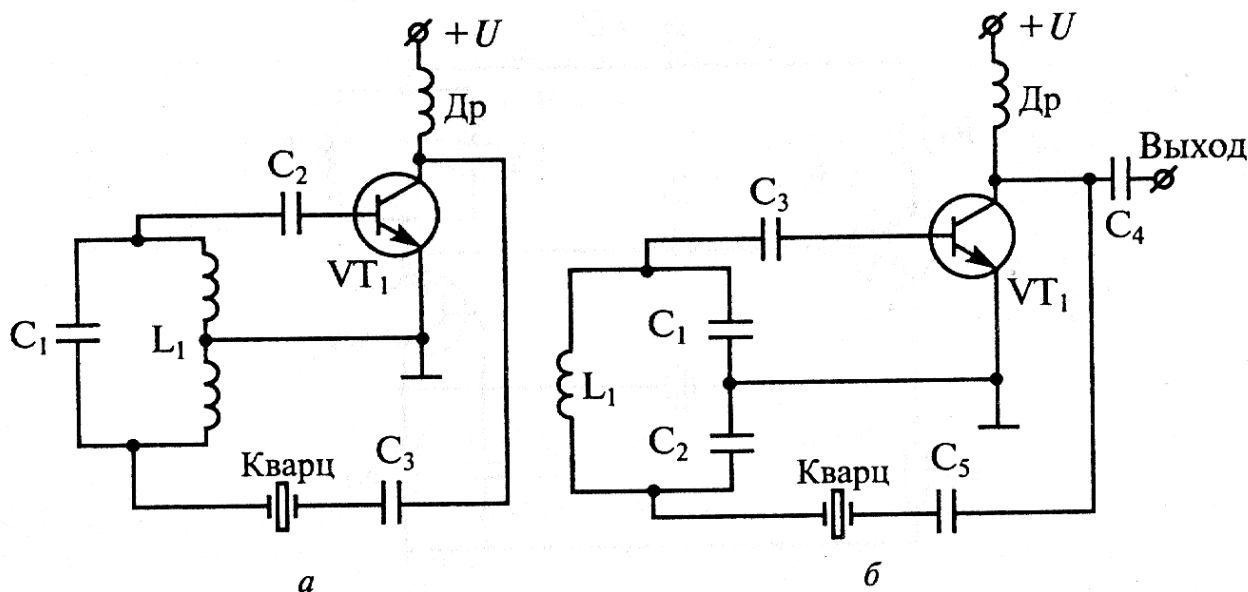 +U
Др
C₂
VT₁
C₁
L₁
Кварц
C₃
а
+U
Др
Выход
C₄
C₃
VT₁
C₁
L₁
C₂
Кварц
C₅
б